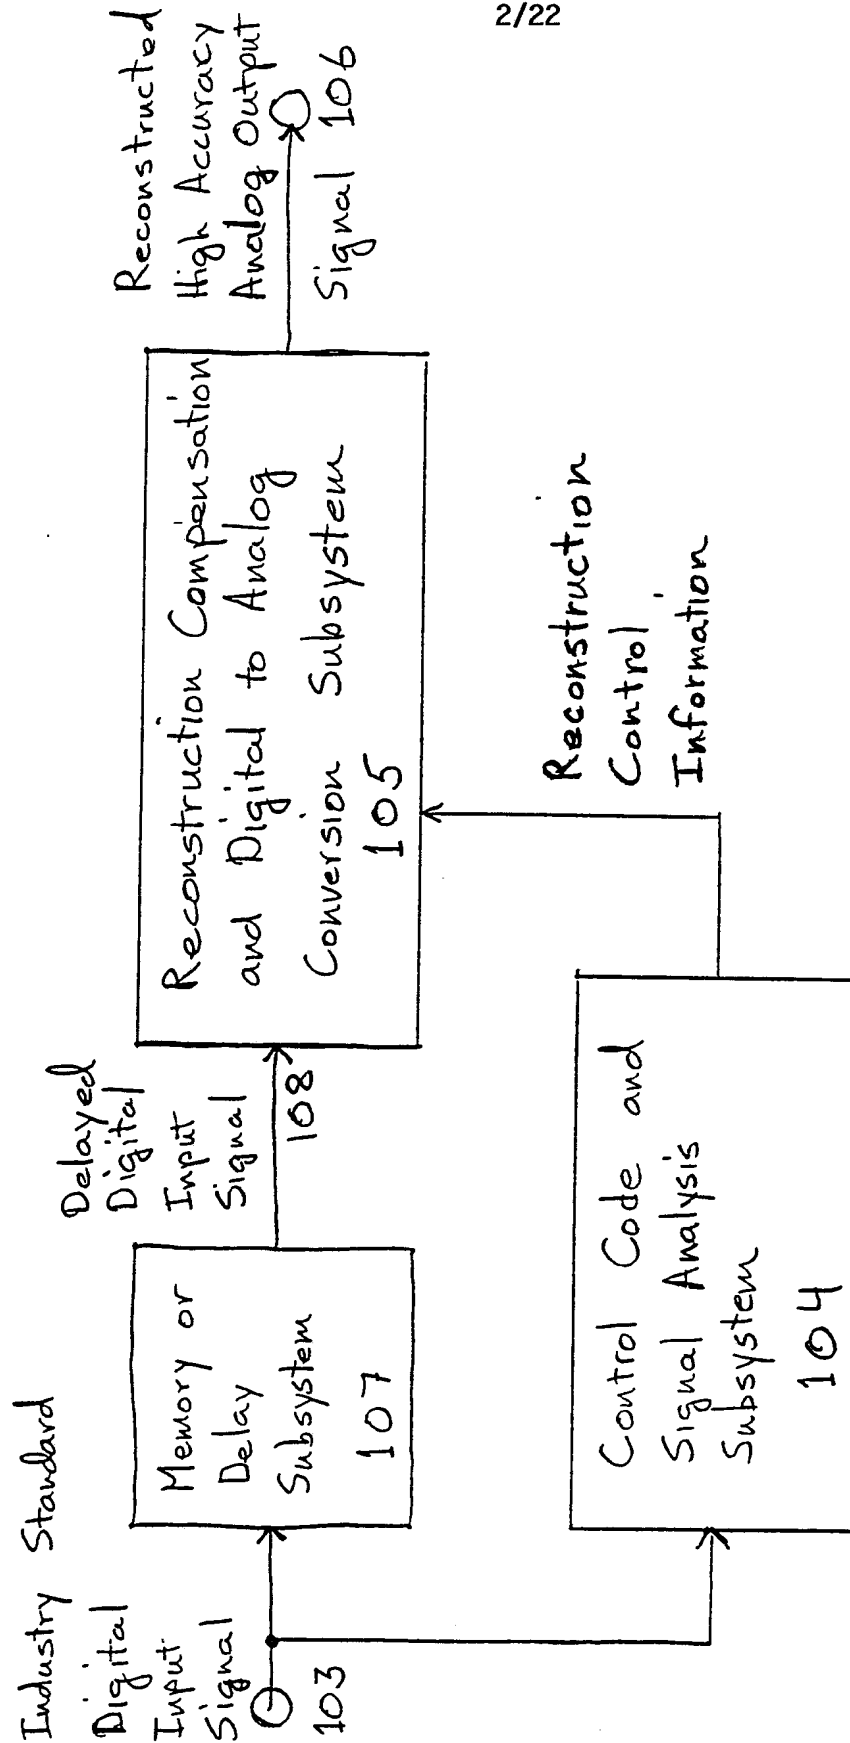 2/22
Industry Standard
Digital
Input
Signal
103
Memory or
Delay
Subsystem
107
Delayed
Digital
Input
Signal
108
Reconstruction Compensation
and Digital to Analog
Conversion Subsystem
105
Reconstructed
High Accuracy
Analog Output
Signal 106
Control Code and
Signal Analysis
Subsystem
104
Reconstruction
Control
Information